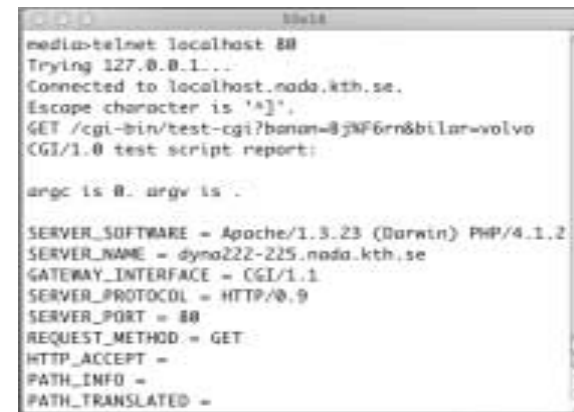 media>telnet localhost 80
Trying 127.0.0.1...
Connected to localhost.nada.kth.se.
Escape character is '^]'.
GET /cgi-bin/test-cgi?banan=Bj%F6rn&bilar=volvo
CGI/1.0 test script report:
argc is 0. argv is .
SERVER_SOFTWARE = Apache/1.3.23 (Darwin) PHP/4.1.2
SERVER_NAME = dyna222-225.nada.kth.se
GATEWAY_INTERFACE = CGI/1.1
SERVER_PROTOCOL = HTTP/0.9
SERVER_PORT = 80
REQUEST_METHOD = GET
HTTP_ACCEPT =
PATH_INFO =
PATH_TRANSLATED =